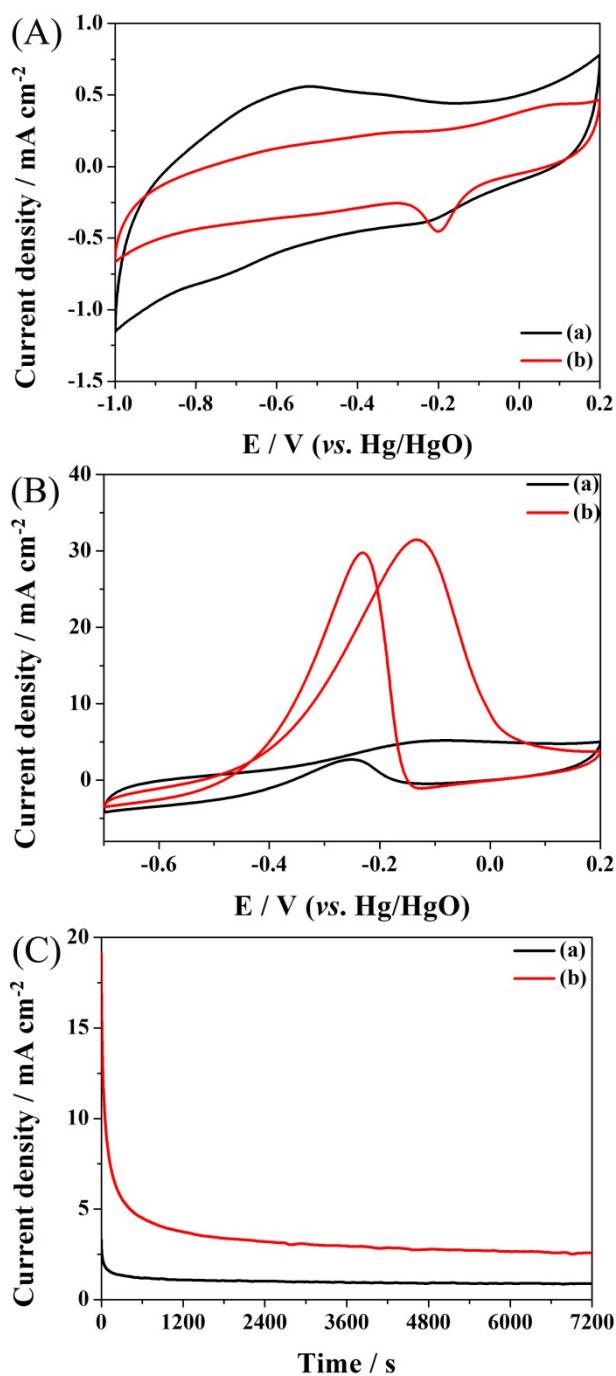 (A)
1.0
0.5
0.0
-0.5
-1.0
-1.5
Current density / mA cm⁻²
(a)
(b)
-1.0 -0.8 -0.6 -0.4 -0.2 0.0 0.2
E / V (vs. Hg/HgO)
(B)
40
30
20
10
0
Current density / mA cm⁻²
(a)
(b)
-0.6 -0.4 -0.2 0.0 0.2
E / V (vs. Hg/HgO)
(C)
20
15
10
5
0
Current density / mA cm⁻²
(a)
(b)
0 1200 2400 3600 4800 6000 7200
Time / s